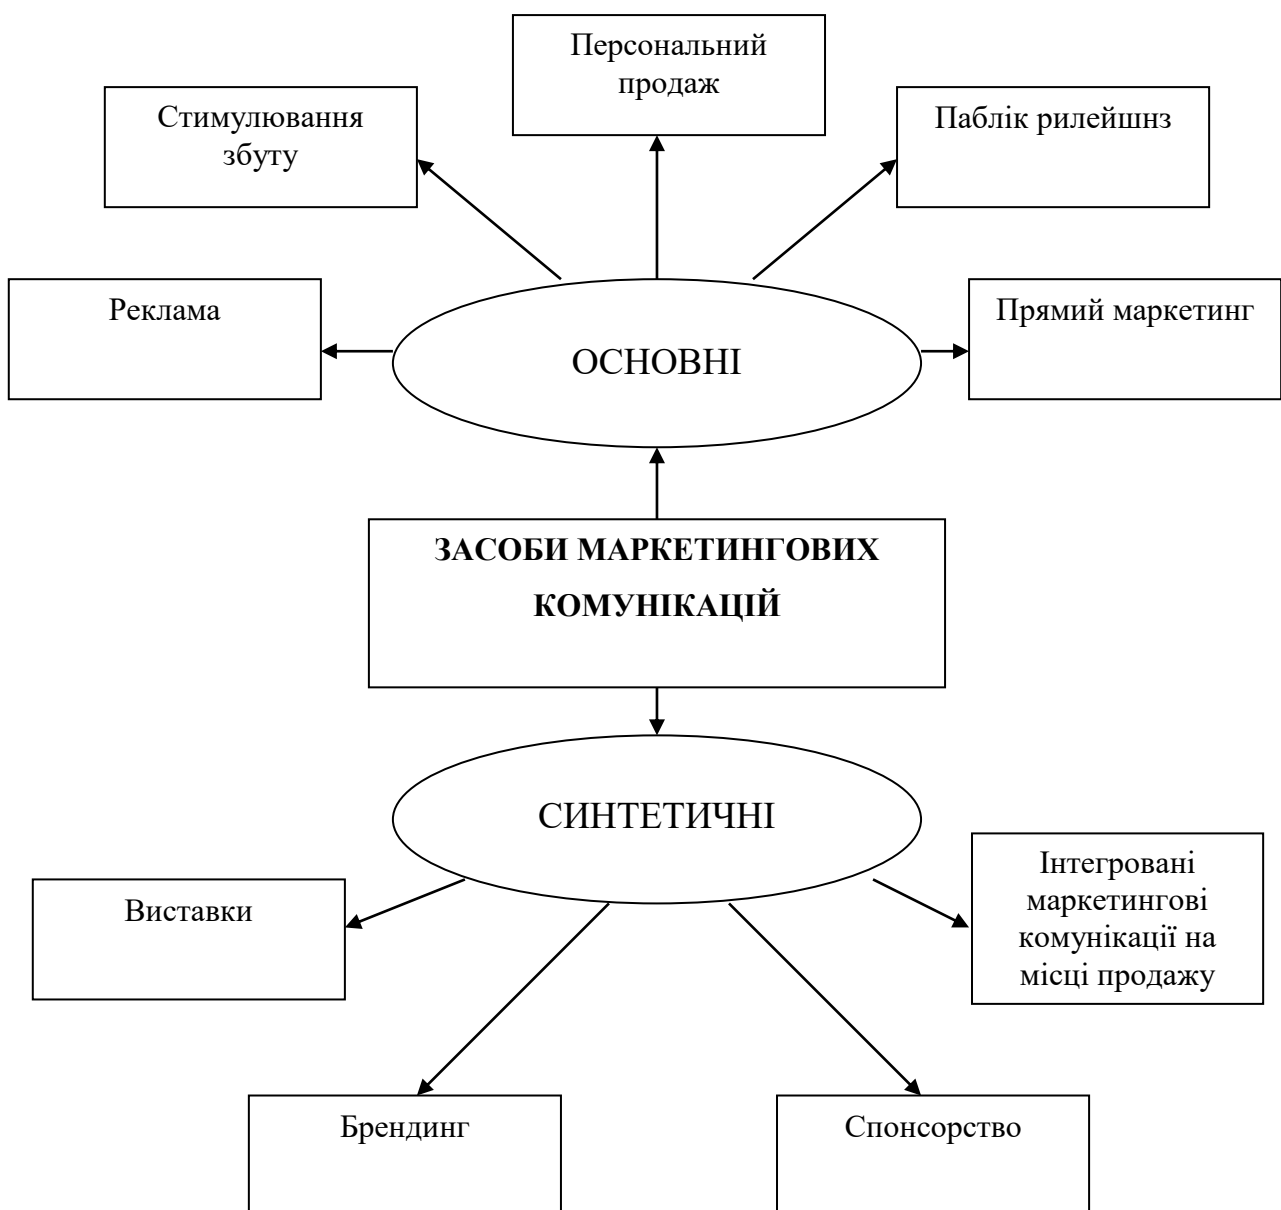 Персональний
продаж
Стимулювання
збуту
Паблік рилейшнз
Реклама
Прямий маркетинг
ОСНОВНІ
ЗАСОБИ МАРКЕТИНГОВИХ
КОМУНІКАЦІЙ
СИНТЕТИЧНІ
Виставки
Інтегровані
маркетингові
комунікації на
місці продажу
Брендинг
Спонсорство